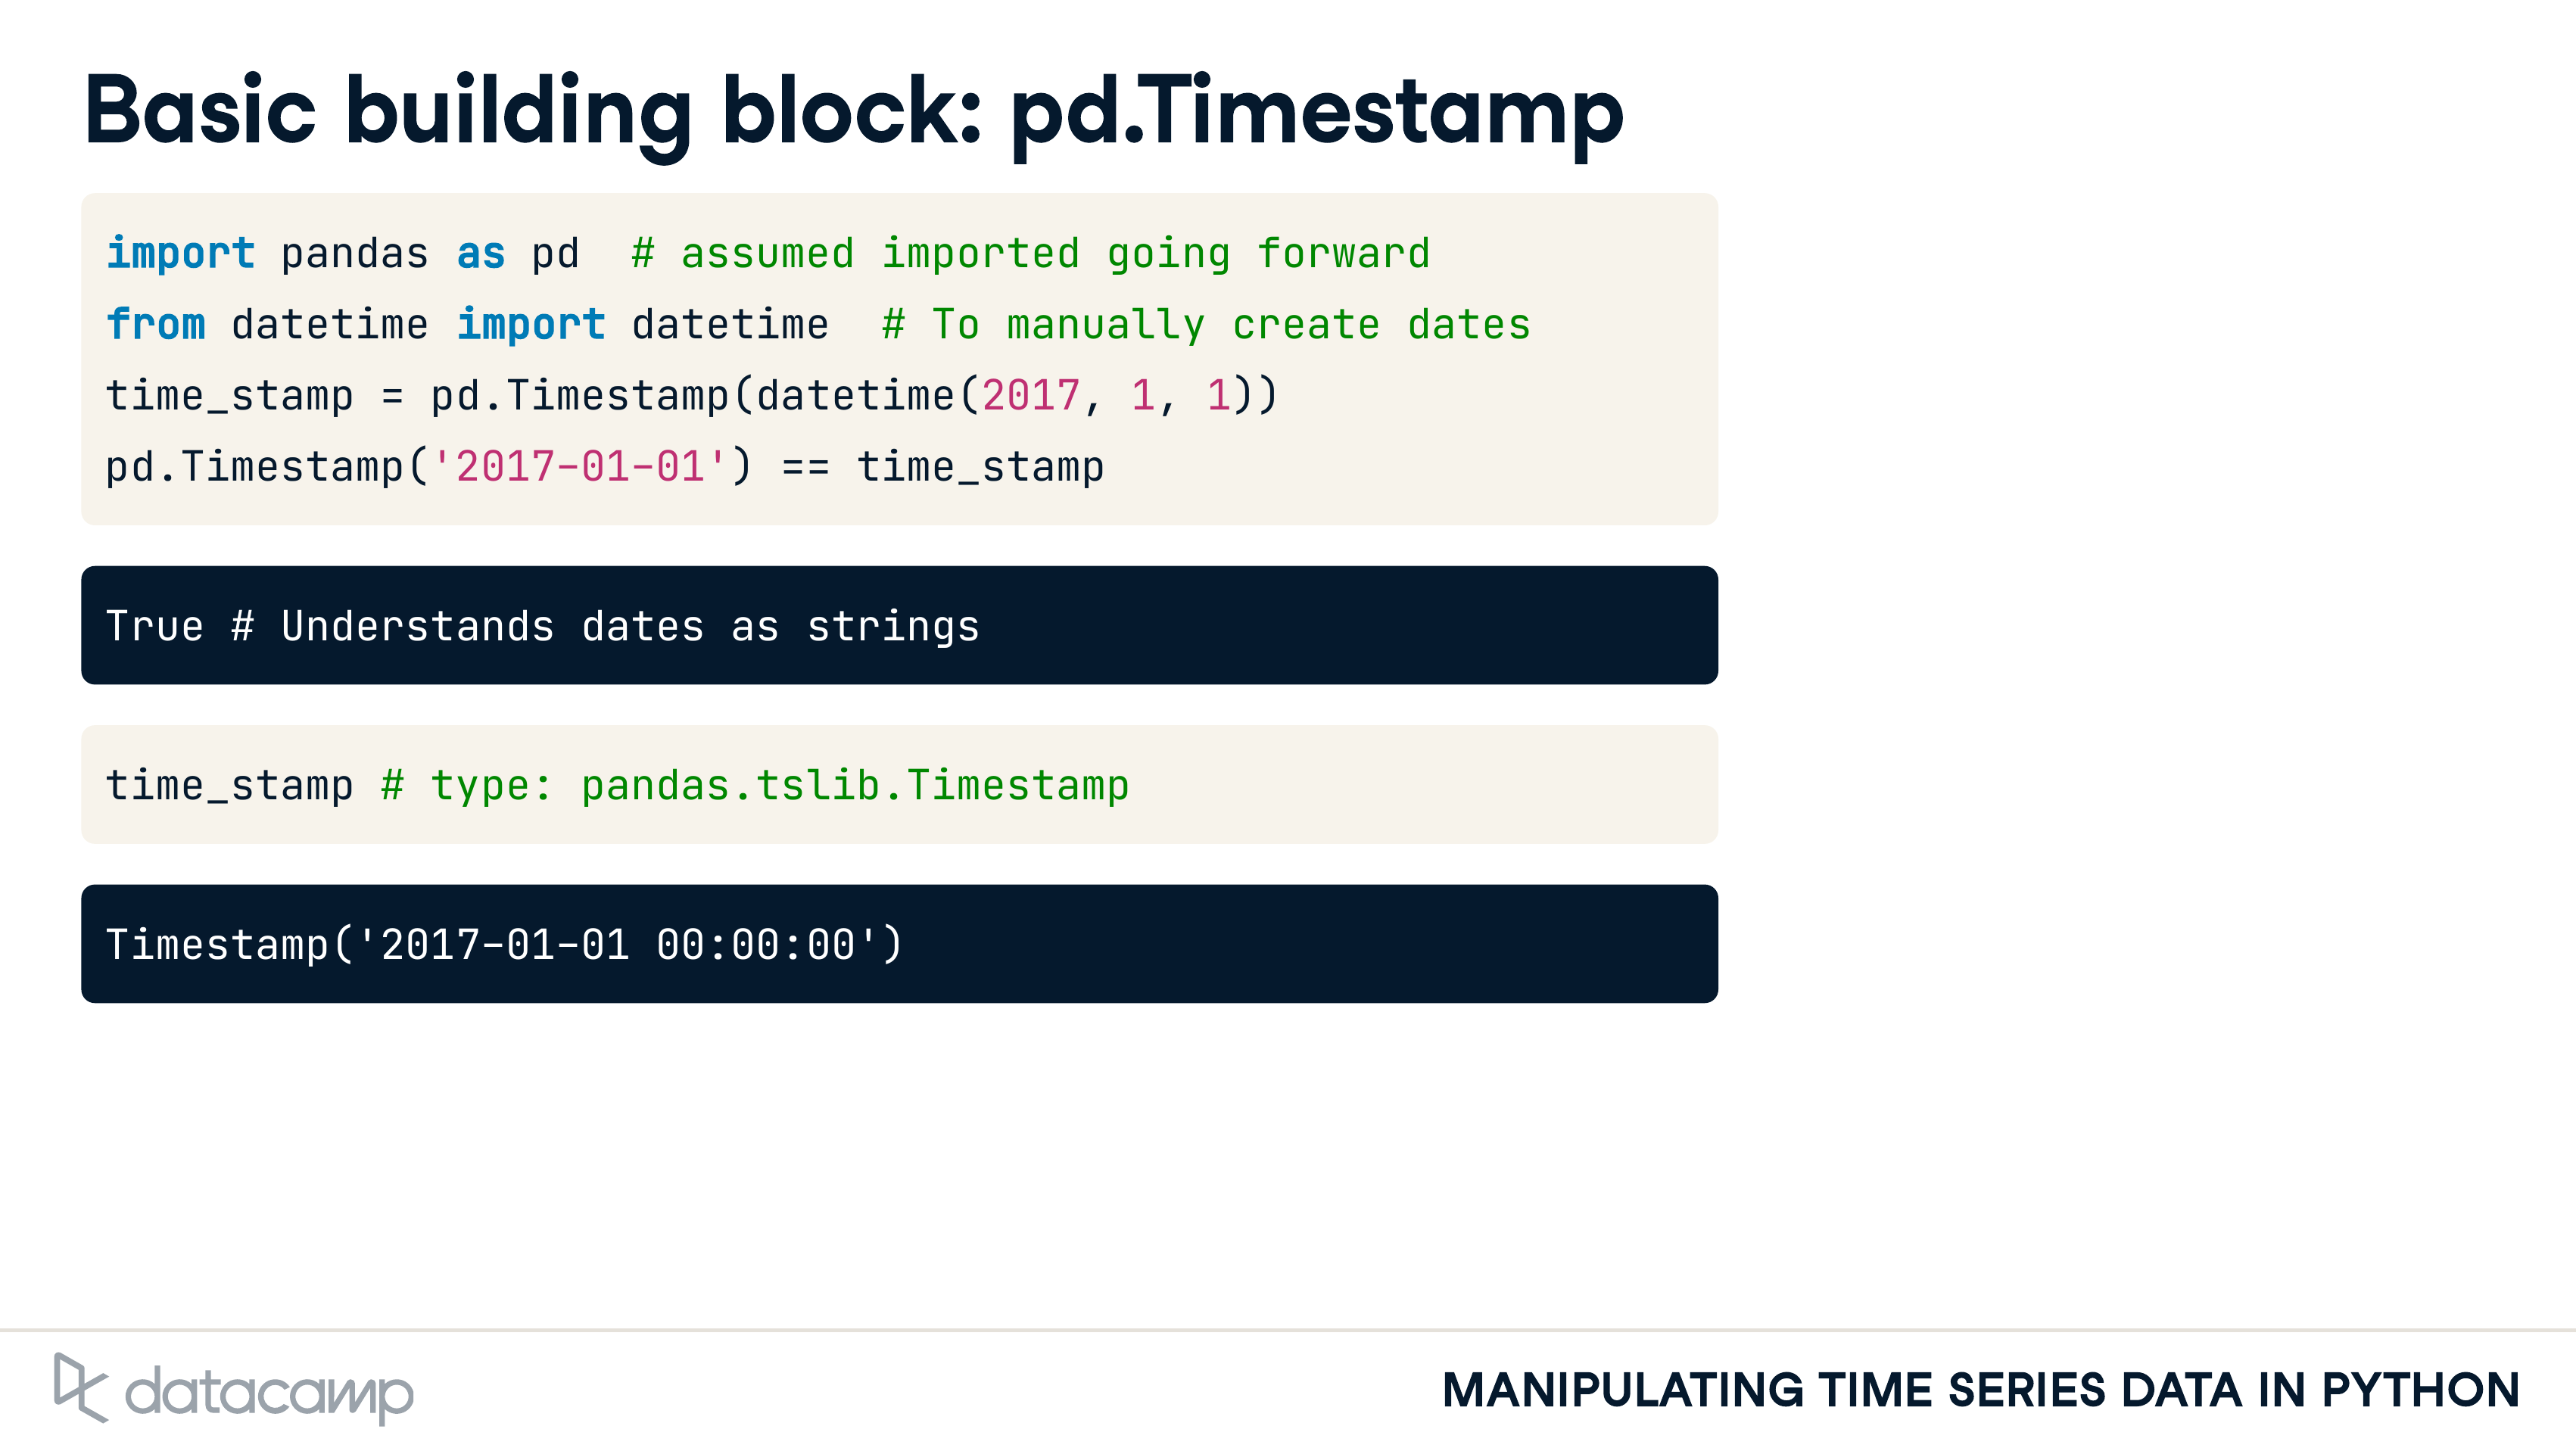 Basic building block: pd.Timestamp
import pandas as pd  # assumed imported going forward
from datetime import datetime  # To manually create dates
time_stamp = pd.Timestamp(datetime(2017, 1, 1))
pd.Timestamp('2017-01-01') == time_stamp
True # Understands dates as strings
time_stamp # type: pandas.tslib.Timestamp
Timestamp('2017-01-01 00:00:00')
datacamp
MANIPULATING TIME SERIES DATA IN PYTHON